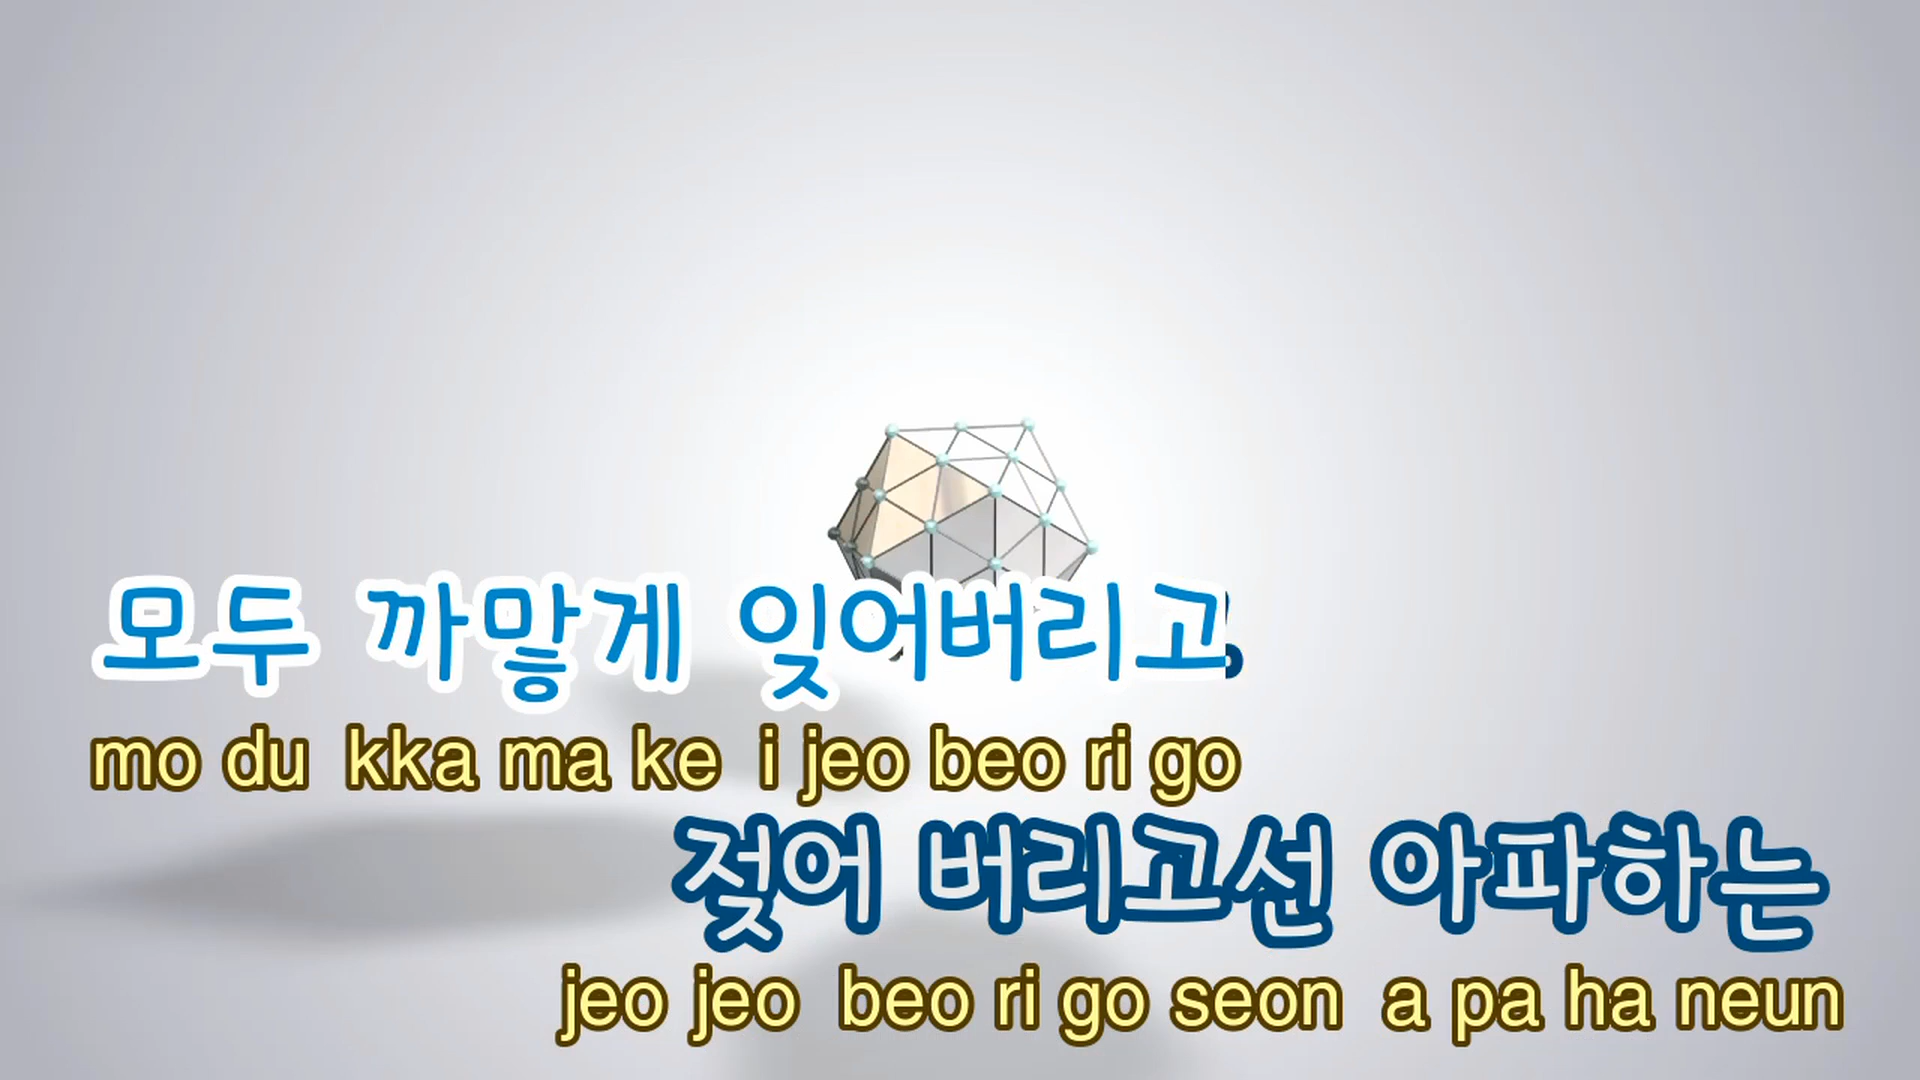 모두 까맣게 잊어버리고
mo du kka ma ke i jeo beo ri go
젖어 버리고선 아파하는
jeo jeo beo ri go seon a pa ha neun